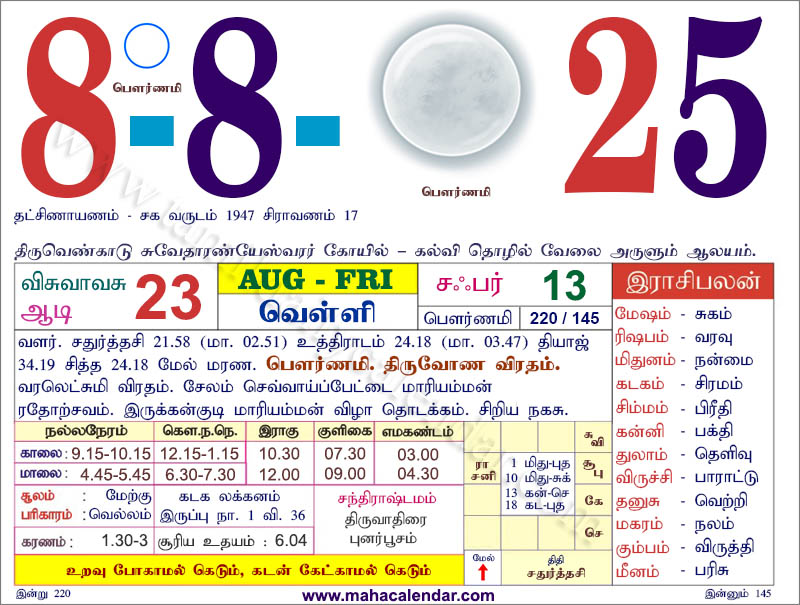 8-8-25
பௌர்ணமி
பௌர்ணமி
தட்சிணாயணம் - சக வருடம் 1947 சிராவணம் 17
திருவெண்காடு சுவேதாரண்யேஸ்வரர் கோயில் – கல்வி தொழில் வேலை அருளும் ஆலயம்.
விசுவாவசு
ஆடி 23
AUG - FRI
வெள்ளி
சஃபர் 13
பௌர்ணமி 220 / 145
வளர். சதுர்த்தசி 21.58 (மா. 02.51) உத்திராடம் 24.18 (மா. 03.47) தியாஜ்
34.19 சித்த 24.18 மேல் மரண. பௌர்ணமி. திருவோண விரதம்.
வரலெட்சுமி விரதம். சேலம் செவ்வாய்பேட்டை மாரியம்மன்
ரதோற்சவம். இருக்கன்குடி மாரியம்மன் விழா தொடக்கம். சிறிய நகசு.
இராசிபலன்
மேஷம் - சுகம்
ரிஷபம் - வரவு
மிதுனம் - நன்மை
கடகம் - சிரமம்
சிம்மம் - பிரீதி
கன்னி - பக்தி
துலாம் - தெளிவு
விருச்சி - பாராட்டு
தனுசு - வெற்றி
மகரம் - நலம்
கும்பம் - விருத்தி
மீனம் - பரிசு
நல்லநேரம் கௌ.ந.நெ. இராகு குளிகை எமகண்டம்
காலை: 9.15-10.15 12.15-1.15 10.30 07.30 03.00
மாலை: 4.45-5.45 6.30-7.30 12.00 09.00 04.30
சூலம் : மேற்கு
பரிகாரம் : வெல்லம்
கடக லக்கனம்
இருப்பு நா. 1 வி. 36
கரணம் : 1.30-3
சூரிய உதயம் : 6.04
சந்திராஷ்டமம்
திருவாதிரை
புனர்பூசம்
சு வி
ரா சனி
1 மிது-புத
10 மிது-சுக்
13 கன்-செ
18 கட-புத
சூ பு
கே
செ
மேல்
திதி
சதுர்த்தசி
உறவு போகாமல் கெடும், கடன் கேட்காமல் கெடும்
இன்று 220
www.mahacalendar.com
இன்னும் 145